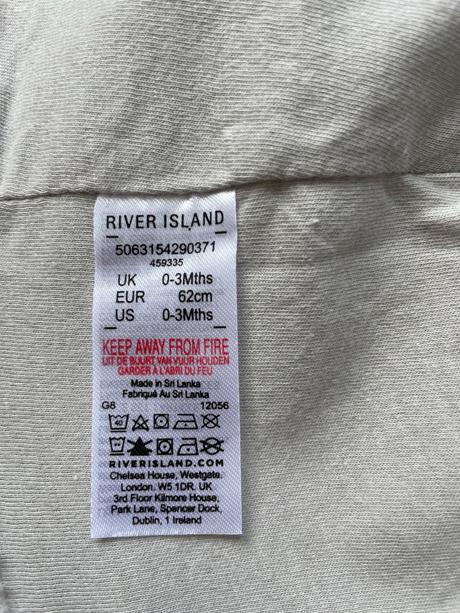 RIVER ISLAND
5063154290371
459335
UK 0-3Mths
EUR 62cm
US 0-3Mths
KEEP AWAY FROM FIRE
UIT DE BUURT VAN VUUR HOUDEN
GARDER À L'ABRI DU FEU
Made in Sri Lanka
Fabriqué Au Sri Lanka
G8 12056
40
RIVERISLAND.COM
Chelsea House, Westgate.
London. W5 1DR. UK
3rd Floor Kilmore House,
Park Lane, Spencer Dock,
Dublin, 1 Ireland